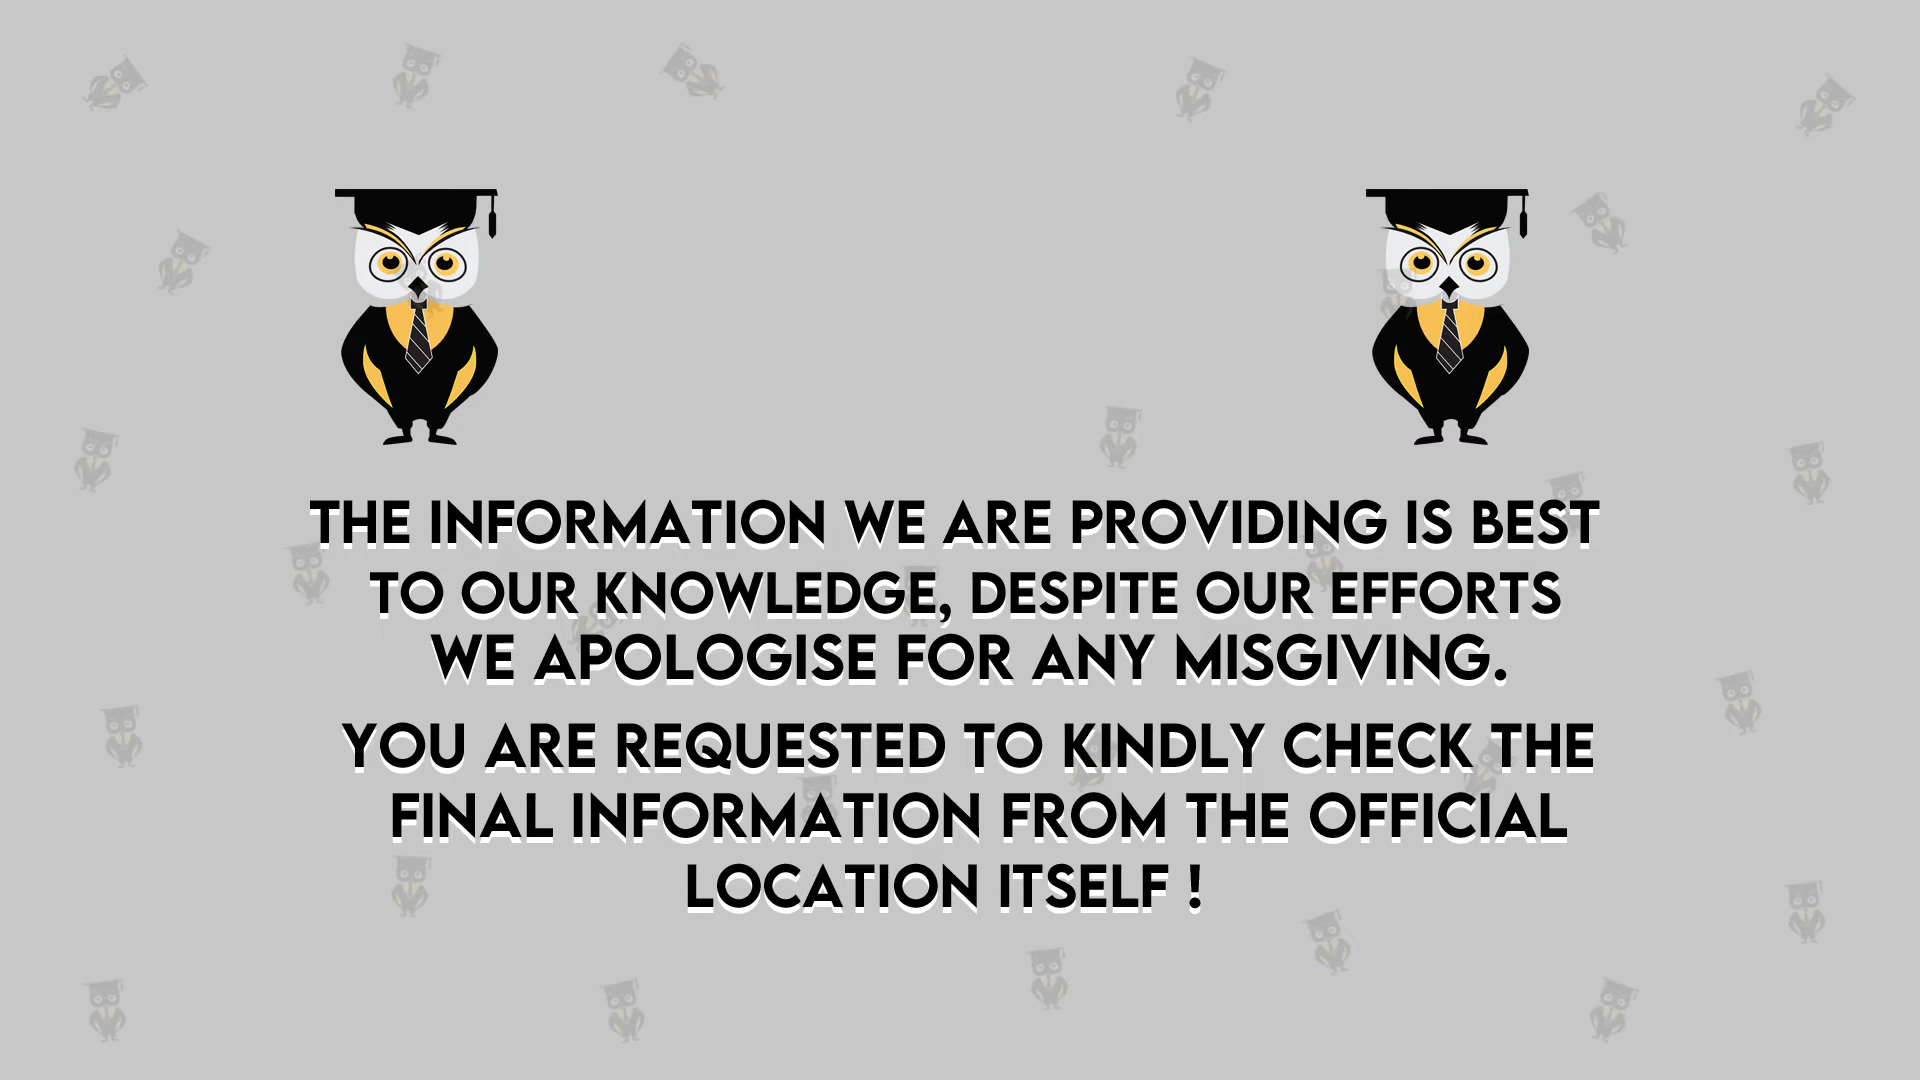 THE INFORMATION WE ARE PROVIDING IS BEST
TO OUR KNOWLEDGE, DESPITE OUR EFFORTS
WE APOLOGISE FOR ANY MISGIVING.
YOU ARE REQUESTED TO KINDLY CHECK THE
FINAL INFORMATION FROM THE OFFICIAL
LOCATION ITSELF !